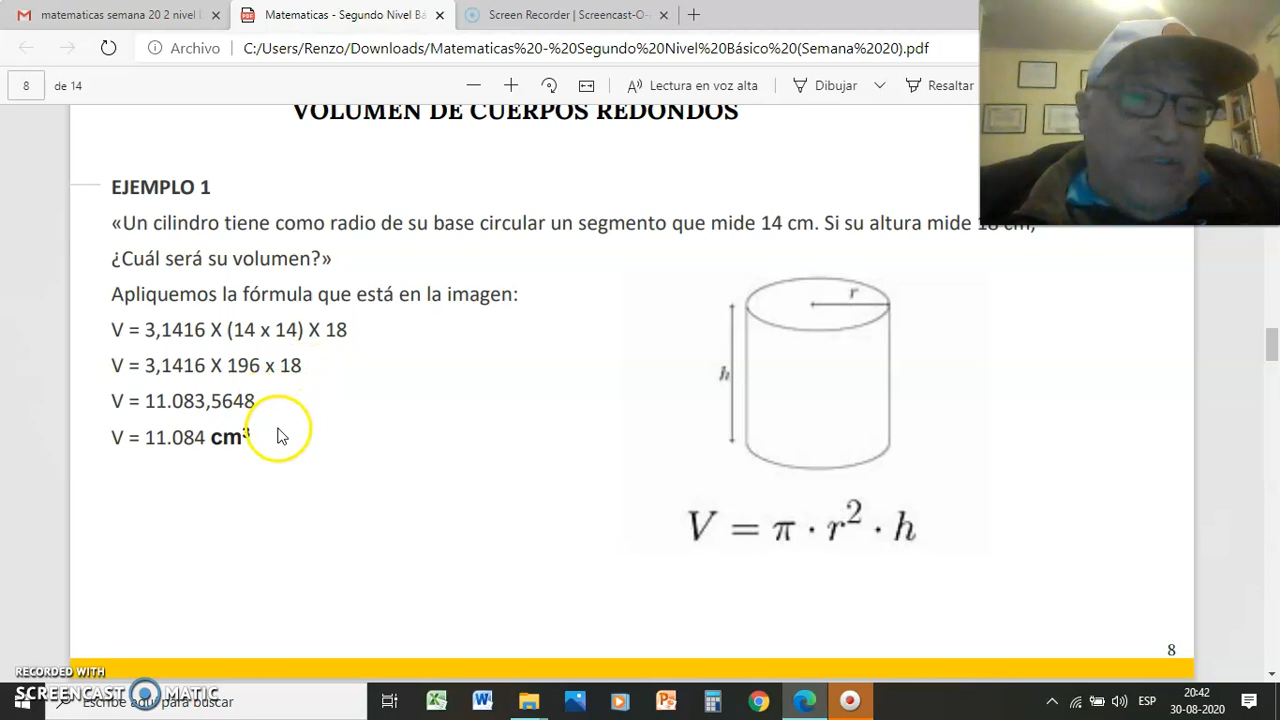 matematicas semana 20 2 nivel
Matematicas - Segundo Nivel Bá
Screen Recorder | Screencast-O-
Archivo
C:/Users/Renzo/Downloads/Matematicas%20-%20Segundo%20Nivel%20Básico%20(Semana%2020).pdf
8 de 14
Lectura en voz alta
Dibujar
Resaltar
VOLUMEN DE CUERPOS REDONDOS
EJEMPLO 1
«Un cilindro tiene como radio de su base circular un segmento que mide 14 cm. Si su altura mide 18 cm,
¿Cuál será su volumen?»
Apliquemos la fórmula que está en la imagen:
V = 3,1416 X (14 x 14) X 18
V = 3,1416 X 196 x 18
V = 11.083,5648
V = 11.084 cm³
r
h
V = π · r² · h
8
RECORDED WITH
SCREENCAST MATIC
Escribe aquí para buscar
ESP
20:42
30-08-2020